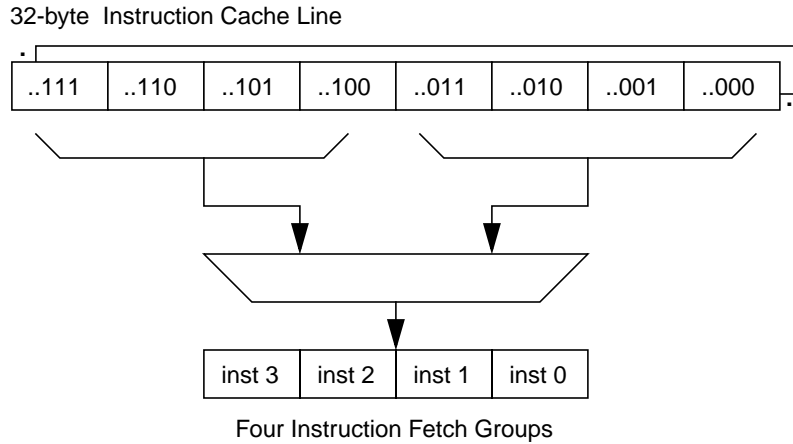 32-byte Instruction Cache Line
..111 ..110 ..101 ..100 ..011 ..010 ..001 ..000
inst 3 inst 2 inst 1 inst 0
Four Instruction Fetch Groups